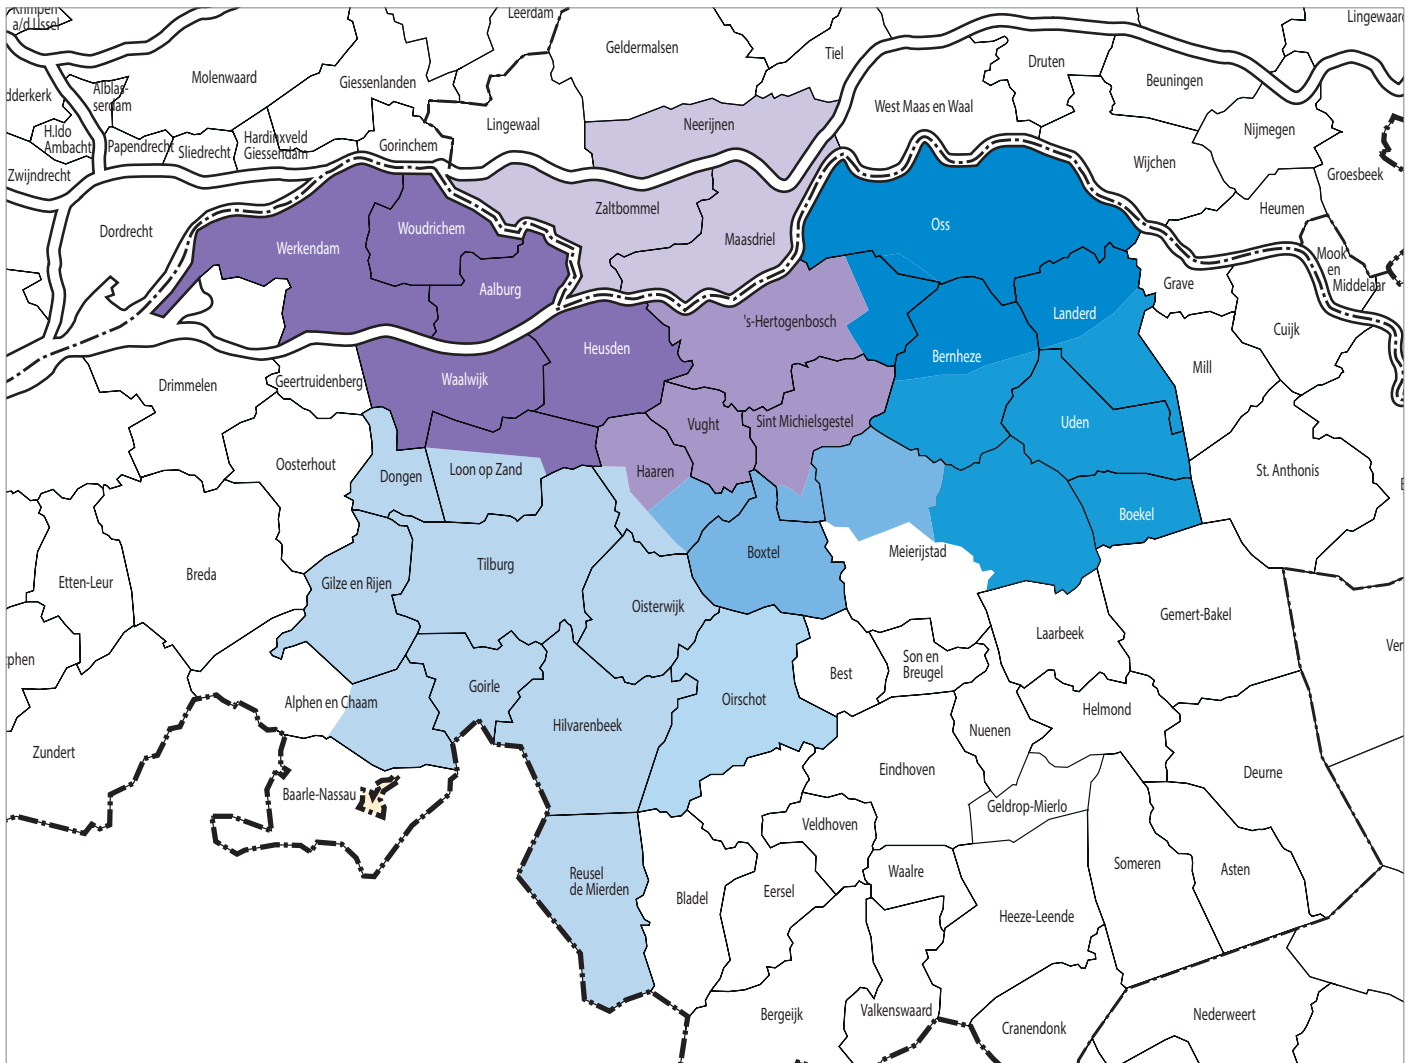 Krimpen
a/d IJssel
Leerdam
Lingewaard
Geldermalsen
Tiel
Druten
Molenwaard
Giessenlanden
Beuningen
Alblas-
serdam
dderkerk
West Maas en Waal
Lingewaal
Neerijnen
Nijmegen
H.Ido
Ambacht
Papendrecht
Sliedrecht
Hardinxveld
Giessendam
Gorinchem
Wijchen
Zwijndrecht
Groesbeek
Zaltbommel
Heumen
Dordrecht
Woudrichem
Werkendam
Maasdriel
Oss
Mook
en
Middelaar
Aalburg
Grave
's-Hertogenbosch
Landerd
Cuijk
Heusden
Bernheze
Drimmelen
Geertruidenberg
Waalwijk
Mill
Vught
Sint Michielsgestel
Uden
Oosterhout
Dongen
Loon op Zand
Haaren
St. Anthonis
Boekel
Boxtel
Meierijstad
Etten-Leur
Breda
Gilze en Rijen
Tilburg
Oisterwijk
Gemert-Bakel
Laarbeek
phen
Ver
Best
Son en
Breugel
Goirle
Alphen en Chaam
Oirschot
Hilvarenbeek
Helmond
Nuenen
Zundert
Eindhoven
Deurne
Baarle-Nassau
Geldrop-Mierlo
Veldhoven
Reusel
de Mierden
Waalre
Someren
Asten
Bladel
Eersel
Heeze-Leende
Bergeijk
Valkenswaard
Cranendonk
Nederweert